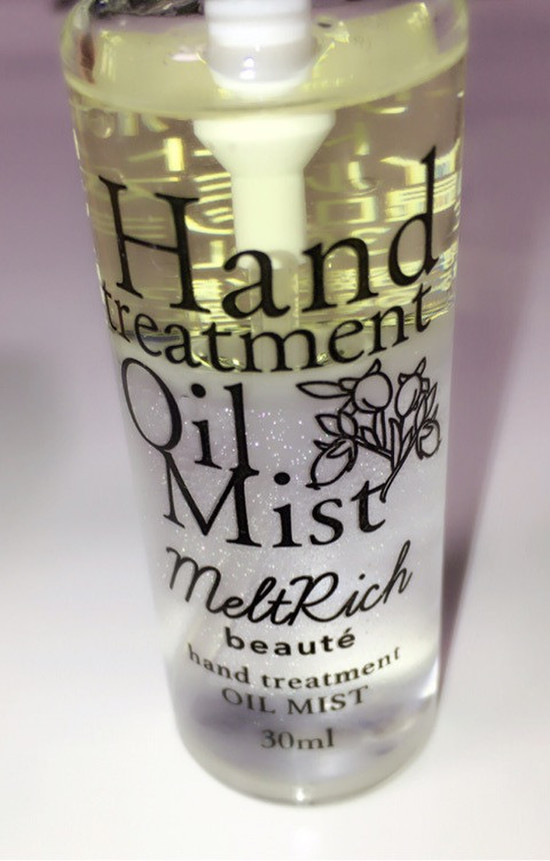 Hand
treatment
Oil
Mist
MeltRich
beauté
hand treatment
OIL MIST
30ml